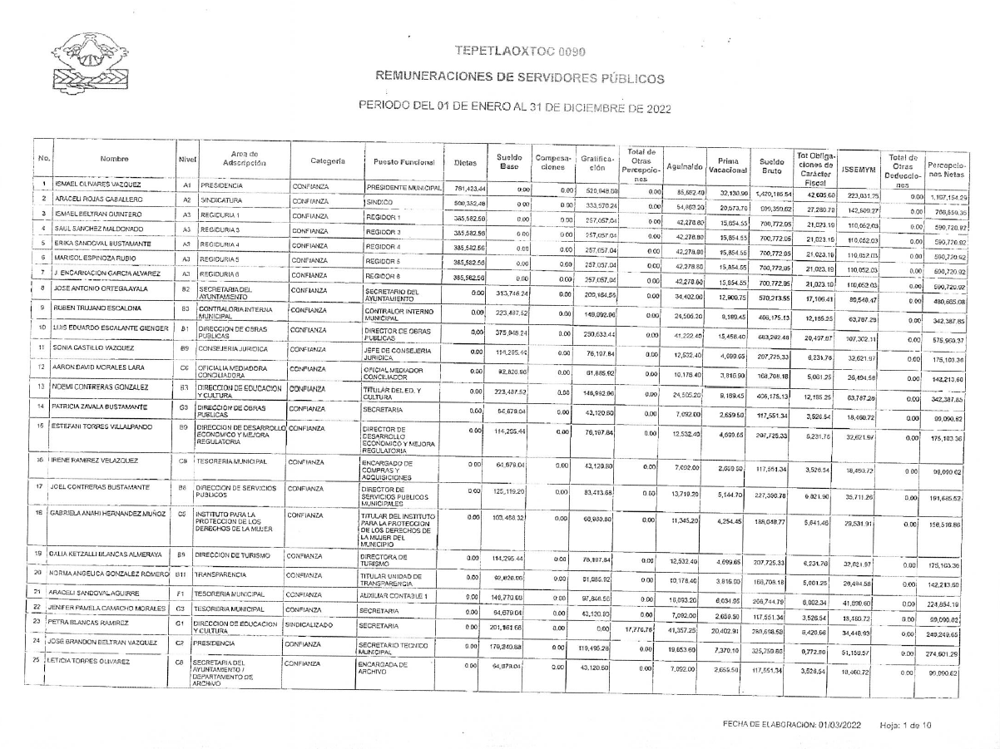 TEPETLAOXTOC 0090
REMUNERACIONES DE SERVIDORES PÚBLICOS
PERIODO DEL 01 DE ENERO AL 31 DE DICIEMBRE DE 2022
No. Nombre Nivel Area de Adscripción Categoría Puesto Funcional Dietas Sueldo Base Compesaciones Gratificación Total de Otras Percepciones Aguinaldo Prima Vacacional Sueldo Bruto Tot Obligaciones de Carácter Fiscal ISSEMYM Total de Otras Deducciones Percepciones Netas
1 ISMAEL OLIVARES VAZQUEZ A1 PRESIDENCIA CONFIANZA PRESIDENTE MUNICIPAL 781,423.44 0.00 0.00 520,948.80 0.00 85,682.40 32,130.90 1,420,185.54 42,605.60 223,031.25 0.00 1,197,154.29
2 ARACELI ROJAS CABALLERO A2 SINDICATURA CONFIANZA SINDICO 500,352.48 0.00 0.00 333,570.24 0.00 54,863.20 20,573.70 909,359.62 27,280.79 142,809.27 0.00 766,550.35
3 ISMAEL BELTRAN QUINTERO A3 REGIDURIA 1 CONFIANZA REGIDOR 1 385,582.56 0.00 0.00 257,057.04 0.00 42,278.80 15,854.55 700,772.95 21,023.19 110,052.03 0.00 590,720.92
4 SAUL SANCHEZ MALDONADO A3 REGIDURIA 3 CONFIANZA REGIDOR 3 385,582.56 0.00 0.00 257,057.04 0.00 42,278.80 15,854.55 700,772.95 21,023.19 110,052.03 0.00 590,720.92
5 ERIKA SANDOVAL BUSTAMANTE A3 REGIDURIA 4 CONFIANZA REGIDOR 4 385,582.56 0.00 0.00 257,057.04 0.00 42,278.80 15,854.55 700,772.95 21,023.19 110,052.03 0.00 590,720.92
6 MARISOL ESPINOZA RUBIO A3 REGIDURIA 5 CONFIANZA REGIDOR 5 385,582.56 0.00 0.00 257,057.04 0.00 42,278.80 15,854.55 700,772.95 21,023.19 110,052.03 0.00 590,720.92
7 J. ENCARNACION GARCIA ALVAREZ A3 REGIDURIA 6 CONFIANZA REGIDOR 6 385,582.56 0.00 0.00 257,057.04 0.00 42,278.80 15,854.55 700,772.95 21,023.19 110,052.03 0.00 590,720.92
8 JOSE ANTONIO ORTEGA AYALA B2 SECRETARIA DEL AYUNTAMIENTO CONFIANZA SECRETARIO DEL AYUNTAMIENTO 0.00 313,746.24 0.00 209,164.56 0.00 34,402.00 12,900.75 570,213.55 17,106.41 89,548.47 0.00 480,665.08
9 RUBEN TRUJANO ESCALONA B3 CONTRALORIA INTERNA MUNICIPAL CONFIANZA CONTRALOR INTERNO MUNICIPAL 0.00 223,487.52 0.00 148,992.96 0.00 24,505.20 9,189.45 406,175.13 12,185.25 63,787.28 0.00 342,387.85
10 LUIS EDUARDO ESCALANTE GIENGER B1 DIRECCION DE OBRAS PUBLICAS CONFIANZA DIRECTOR DE OBRAS PUBLICAS 0.00 375,948.24 0.00 250,633.44 0.00 41,222.40 15,458.40 683,262.48 20,497.87 107,302.11 0.00 575,960.37
11 SONIA CASTILLO VAZQUEZ B9 CONSEJERIA JURIDICA CONFIANZA JEFE DE CONSEJERIA JURIDICA 0.00 114,295.44 0.00 76,197.84 0.00 12,532.40 4,699.65 207,725.33 6,231.76 32,621.97 0.00 175,103.36
12 AARON DAVID MORALES LARA C6 OFICIALIA MEDIADORA CONCILIADORA CONFIANZA OFICIAL MEDIADOR CONCILIADOR 0.00 92,826.96 0.00 61,885.92 0.00 10,178.40 3,816.90 168,708.18 5,061.25 26,494.58 0.00 142,213.60
13 NOEMI CONTRERAS GONZALEZ B3 DIRECCION DE EDUCACION Y CULTURA CONFIANZA TITULAR DEL ED. Y CULTURA 0.00 223,487.52 0.00 148,992.96 0.00 24,505.20 9,189.45 406,175.13 12,185.25 63,787.28 0.00 342,387.85
14 PATRICIA ZAVALA BUSTAMANTE G3 DIRECCION DE OBRAS PUBLICAS CONFIANZA SECRETARIA 0.00 64,679.04 0.00 43,120.80 0.00 7,092.00 2,659.50 117,551.34 3,526.54 18,460.72 0.00 99,090.62
15 ESTEFANI TORRES VILLALPANDO B9 DIRECCION DE DESARROLLO ECONOMICO Y MEJORA REGULATORIA CONFIANZA DIRECTOR DE DESARROLLO ECONOMICO Y MEJORA REGULATORIA 0.00 114,295.44 0.00 76,197.84 0.00 12,532.40 4,699.65 207,725.33 6,231.76 32,621.97 0.00 175,103.36
16 IRENE RAMIREZ VELAZQUEZ C8 TESORERIA MUNICIPAL CONFIANZA ENCARGADO DE COMPRAS Y ADQUISICIONES 0.00 64,679.04 0.00 43,120.80 0.00 7,092.00 2,659.50 117,551.34 3,526.54 18,460.72 0.00 99,090.62
17 JOEL CONTRERAS BUSTAMANTE B8 DIRECCION DE SERVICIOS PUBLICOS CONFIANZA DIRECTOR DE SERVICIOS PUBLICOS MUNICIPALES 0.00 125,119.20 0.00 83,413.68 0.00 13,719.20 5,144.70 227,396.78 6,821.90 35,711.26 0.00 191,685.52
18 GABRIELA ANAHI HERNANDEZ MUÑOZ C5 INSTITUTO PARA LA PROTECCION DE LOS DERECHOS DE LA MUJER CONFIANZA TITULAR DEL INSTITUTO PARA LA PROTECCION DE LOS DERECHOS DE LA MUJER DEL MUNICIPIO 0.00 103,468.32 0.00 68,980.80 0.00 11,345.20 4,254.45 188,048.77 5,641.46 29,531.91 0.00 158,516.86
19 DALIA KETZALLI BLANCAS ALMERAYA B9 DIRECCION DE TURISMO CONFIANZA DIRECTORA DE TURISMO 0.00 114,295.44 0.00 76,197.84 0.00 12,532.40 4,699.65 207,725.33 6,231.76 32,621.97 0.00 175,103.36
20 NORMA ANGELICA GONZALEZ ROMERO B11 TRANSPARENCIA CONFIANZA TITULAR UNIDAD DE TRANSPARENCIA 0.00 92,826.96 0.00 61,885.92 0.00 10,178.40 3,816.90 168,708.18 5,061.25 26,494.58 0.00 142,213.60
21 ARACELI SANDOVAL AGUIRRE F1 TESORERIA MUNICIPAL CONFIANZA AUXILIAR CONTABLE 1 0.00 146,770.08 0.00 97,846.56 0.00 16,093.20 6,034.95 266,744.79 8,002.34 41,890.60 0.00 224,854.19
22 JENIFER PAMELA CAMACHO MORALES G3 TESORERIA MUNICIPAL CONFIANZA SECRETARIA 0.00 64,679.04 0.00 43,120.80 0.00 7,092.00 2,659.50 117,551.34 3,526.54 18,460.72 0.00 99,090.62
23 PETRA BLANCAS RAMIREZ G1 DIRECCION DE EDUCACION Y CULTURA SINDICALIZADO SECRETARIA 0.00 201,161.68 0.00 0.00 17,776.76 41,357.25 20,402.91 280,698.58 8,420.96 34,448.93 0.00 246,249.65
24 JOSE BRANDON BELTRAN VAZQUEZ C2 PRESIDENCIA CONFIANZA SECRETARIO TECNICO MUNICIPAL 0.00 179,240.88 0.00 119,495.28 0.00 19,653.60 7,370.10 325,759.86 9,772.80 51,158.57 0.00 274,601.29
25 LETICIA TORRES OLIVAREZ C8 SECRETARIA DEL AYUNTAMIENTO / DEPARTAMENTO DE ARCHIVO CONFIANZA ENCARGADA DE ARCHIVO 0.00 64,679.04 0.00 43,120.80 0.00 7,092.00 2,659.50 117,551.34 3,526.54 18,460.72 0.00 99,090.62
FECHA DE ELABORACION: 01/03/2022 Hoja: 1 de 10